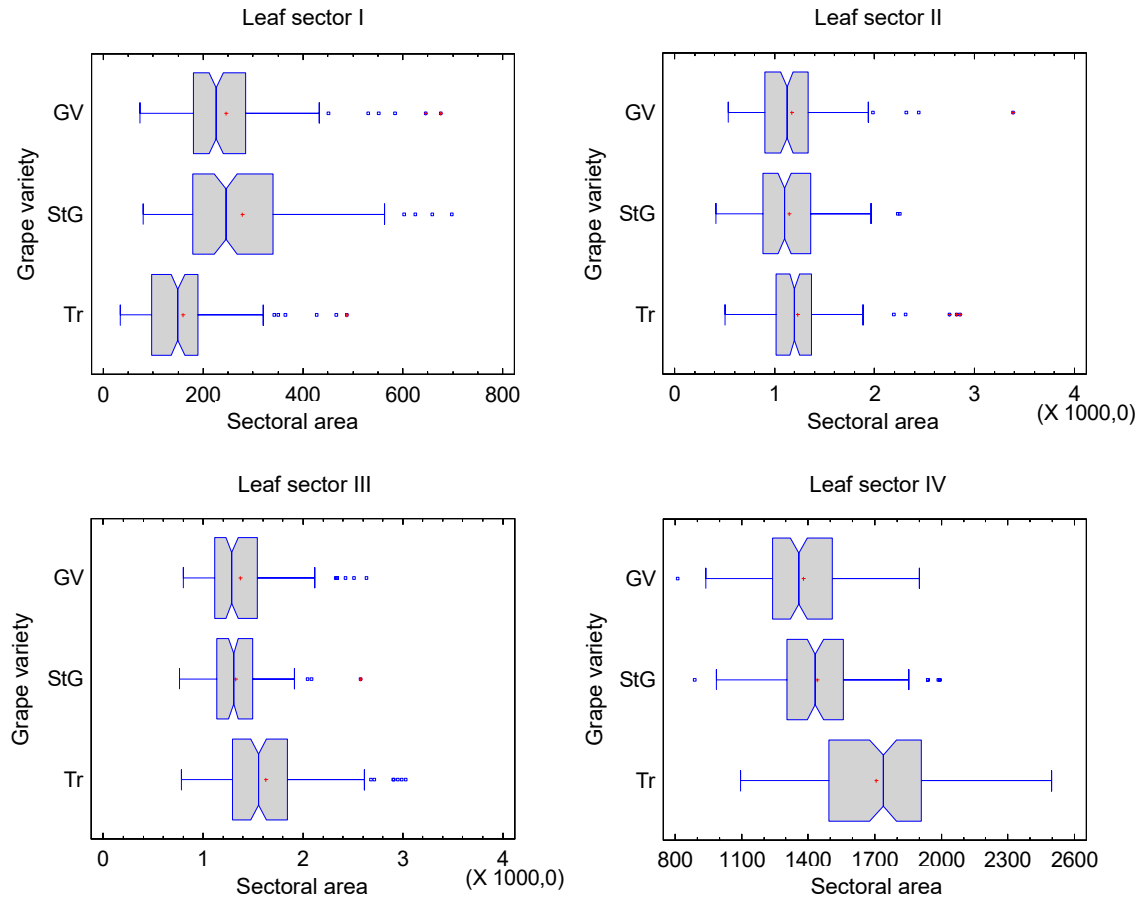 Leaf sector I
Grape variety
GV
StG
Tr
0 200 400 600 800
Sectoral area
Leaf sector II
Grape variety
GV
StG
Tr
0 1 2 3 4
(X 1000,0)
Sectoral area
Leaf sector III
Grape variety
GV
StG
Tr
0 1 2 3 4
(X 1000,0)
Sectoral area
Leaf sector IV
Grape variety
GV
StG
Tr
800 1100 1400 1700 2000 2300 2600
Sectoral area